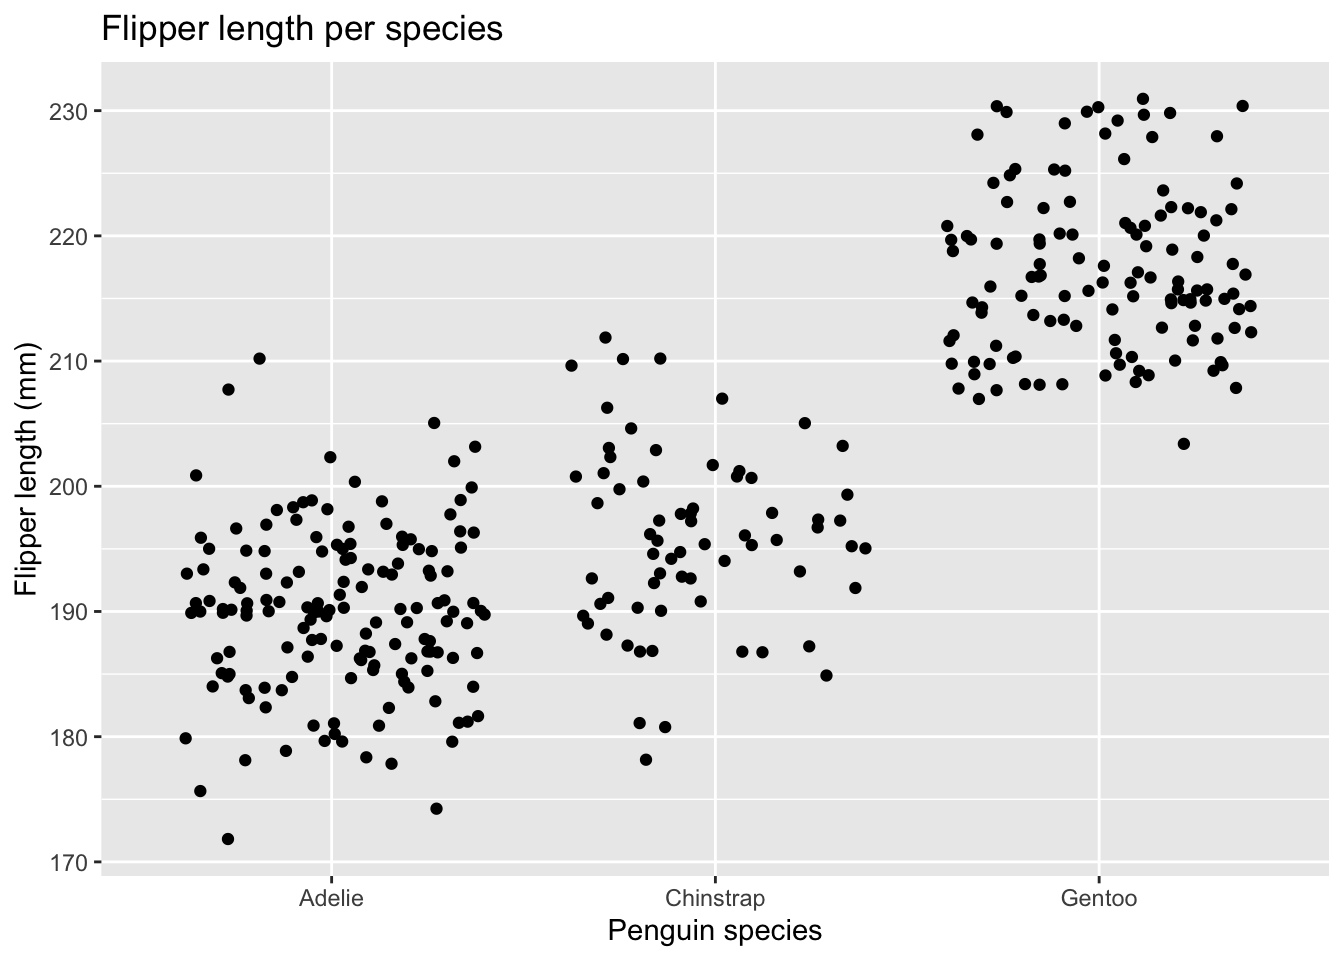 Flipper length per species
230
220
210
200
190
180
170
Flipper length (mm)
Adelie
Chinstrap
Gentoo
Penguin species